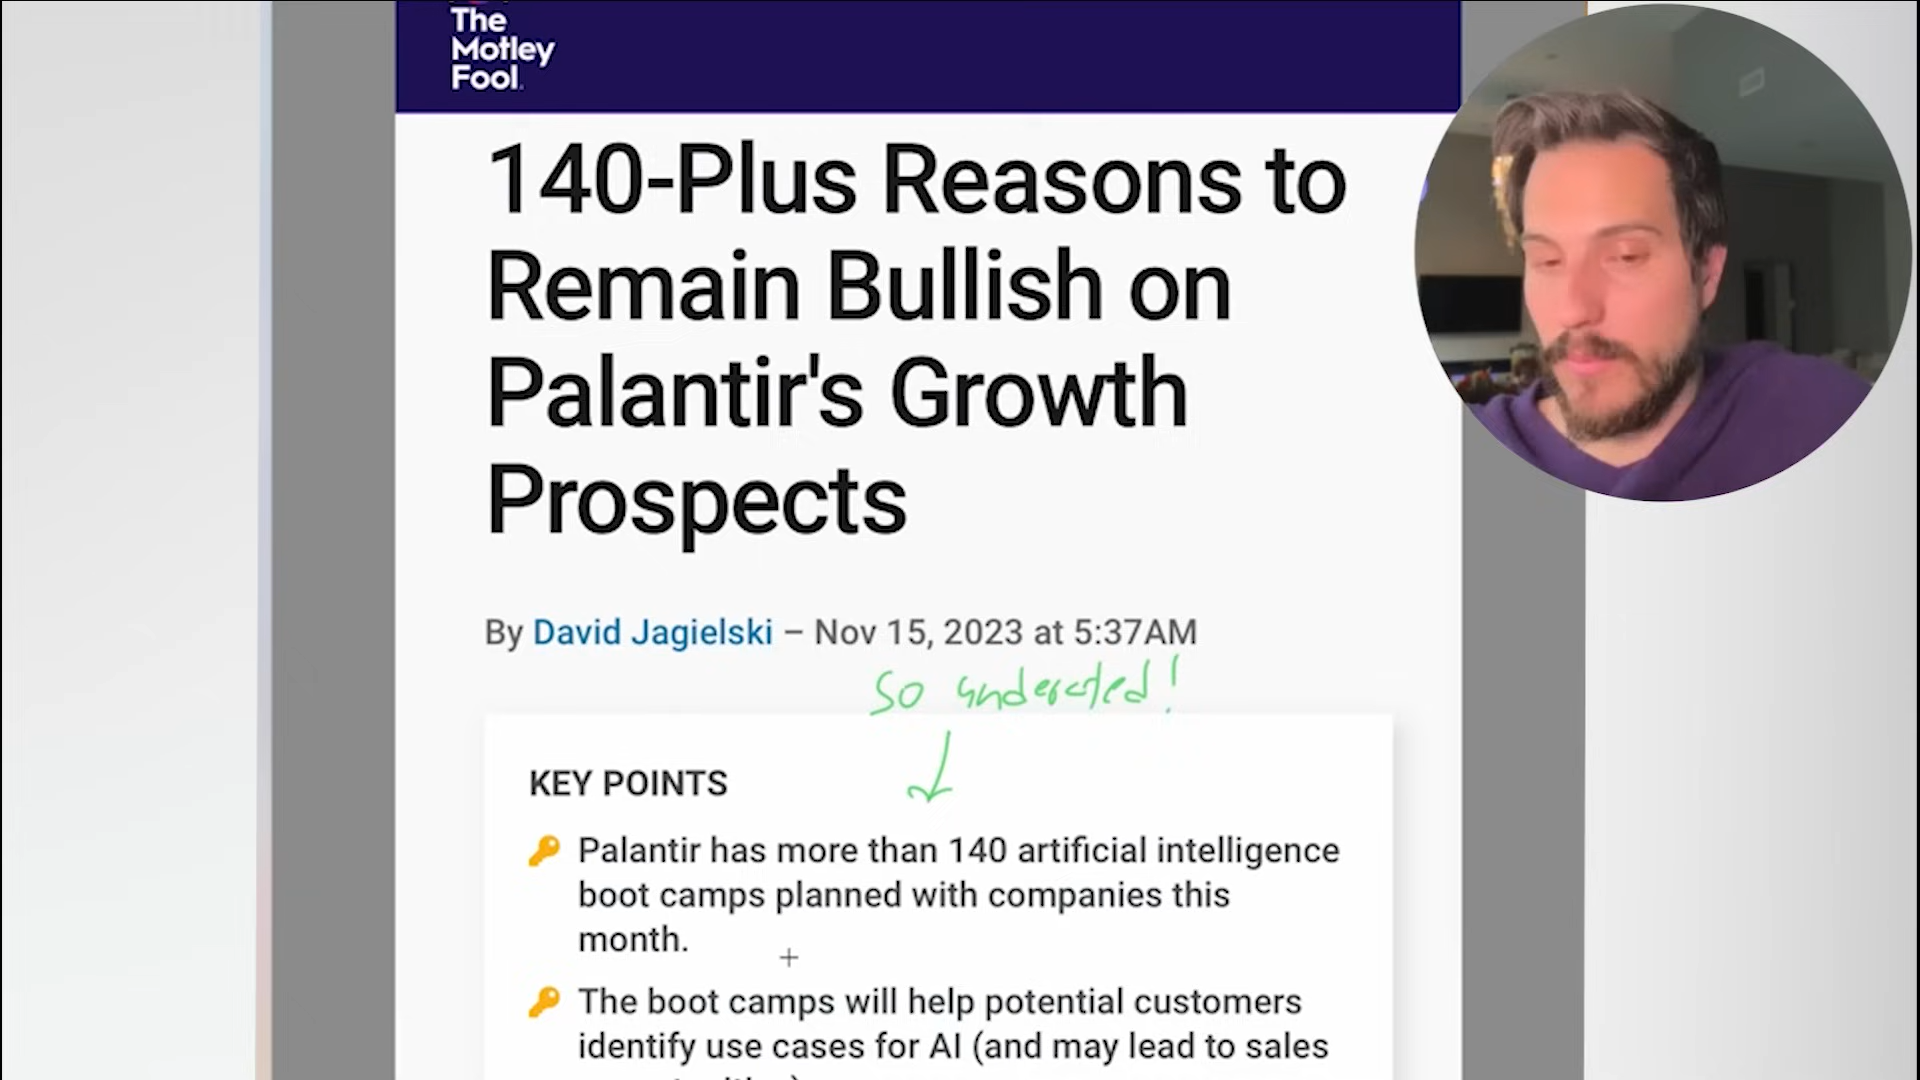 The
Motley
Fool.
140-Plus Reasons to
Remain Bullish on
Palantir's Growth
Prospects
By David Jagielski – Nov 15, 2023 at 5:37AM
So underrated!
KEY POINTS
Palantir has more than 140 artificial intelligence
boot camps planned with companies this
month.
The boot camps will help potential customers
identify use cases for AI (and may lead to sales